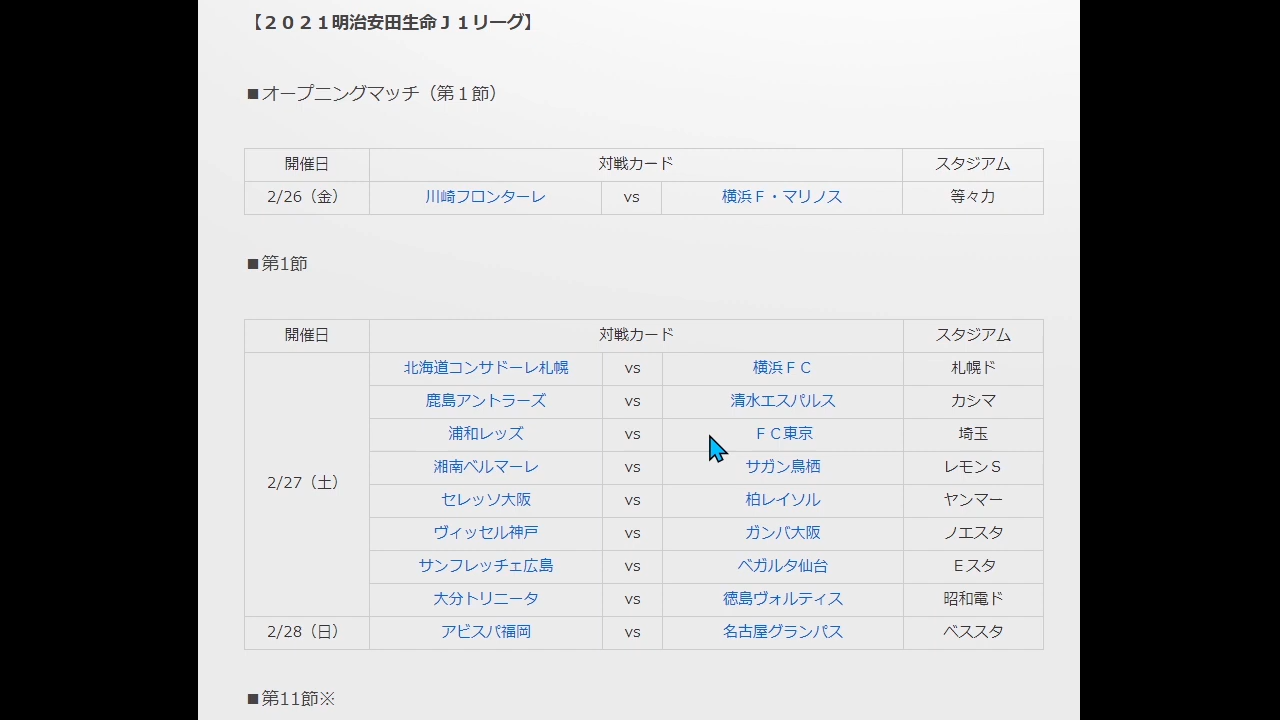 【２０２１明治安田生命Ｊ１リーグ】
■オープニングマッチ（第１節）
開催日 対戦カード スタジアム
2/26（金） 川崎フロンターレ vs 横浜Ｆ・マリノス 等々力
■第1節
開催日 対戦カード スタジアム
北海道コンサドーレ札幌 vs 横浜ＦＣ 札幌ド
鹿島アントラーズ vs 清水エスパルス カシマ
浦和レッズ vs ＦＣ東京 埼玉
湘南ベルマーレ vs サガン鳥栖 レモンＳ
2/27（土） セレッソ大阪 vs 柏レイソル ヤンマー
ヴィッセル神戸 vs ガンバ大阪 ノエスタ
サンフレッチェ広島 vs ベガルタ仙台 Ｅスタ
大分トリニータ vs 徳島ヴォルティス 昭和電ド
2/28（日） アビスパ福岡 vs 名古屋グランパス ベススタ
■第11節※